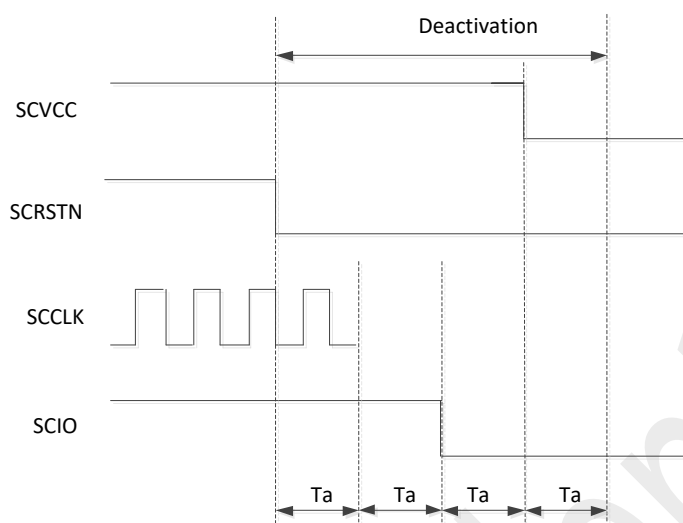 Deactivation
SCVCC
SCRSTN
SCCLK
SCIO
Ta Ta Ta Ta